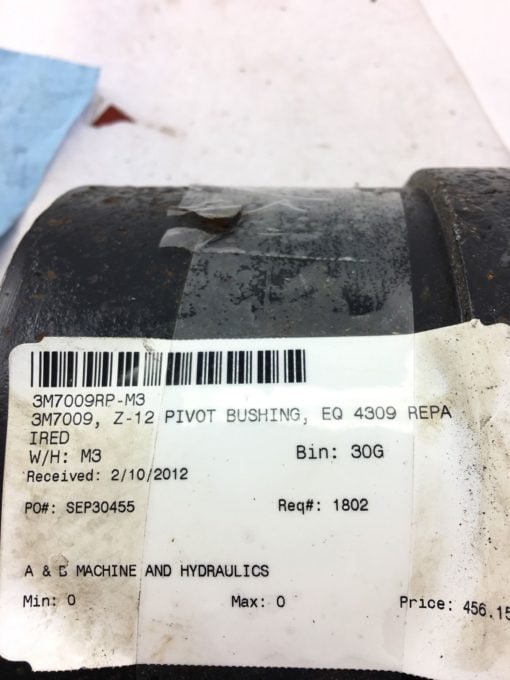 3M7009RP-M3
3M7009, Z-12 PIVOT BUSHING, EQ 4309 REPA
IRED
W/H: M3 Bin: 30G
Received: 2/10/2012
PO#: SEP30455 Req#: 1802
A & B MACHINE AND HYDRAULICS
Min: 0 Max: 0 Price: 456.15